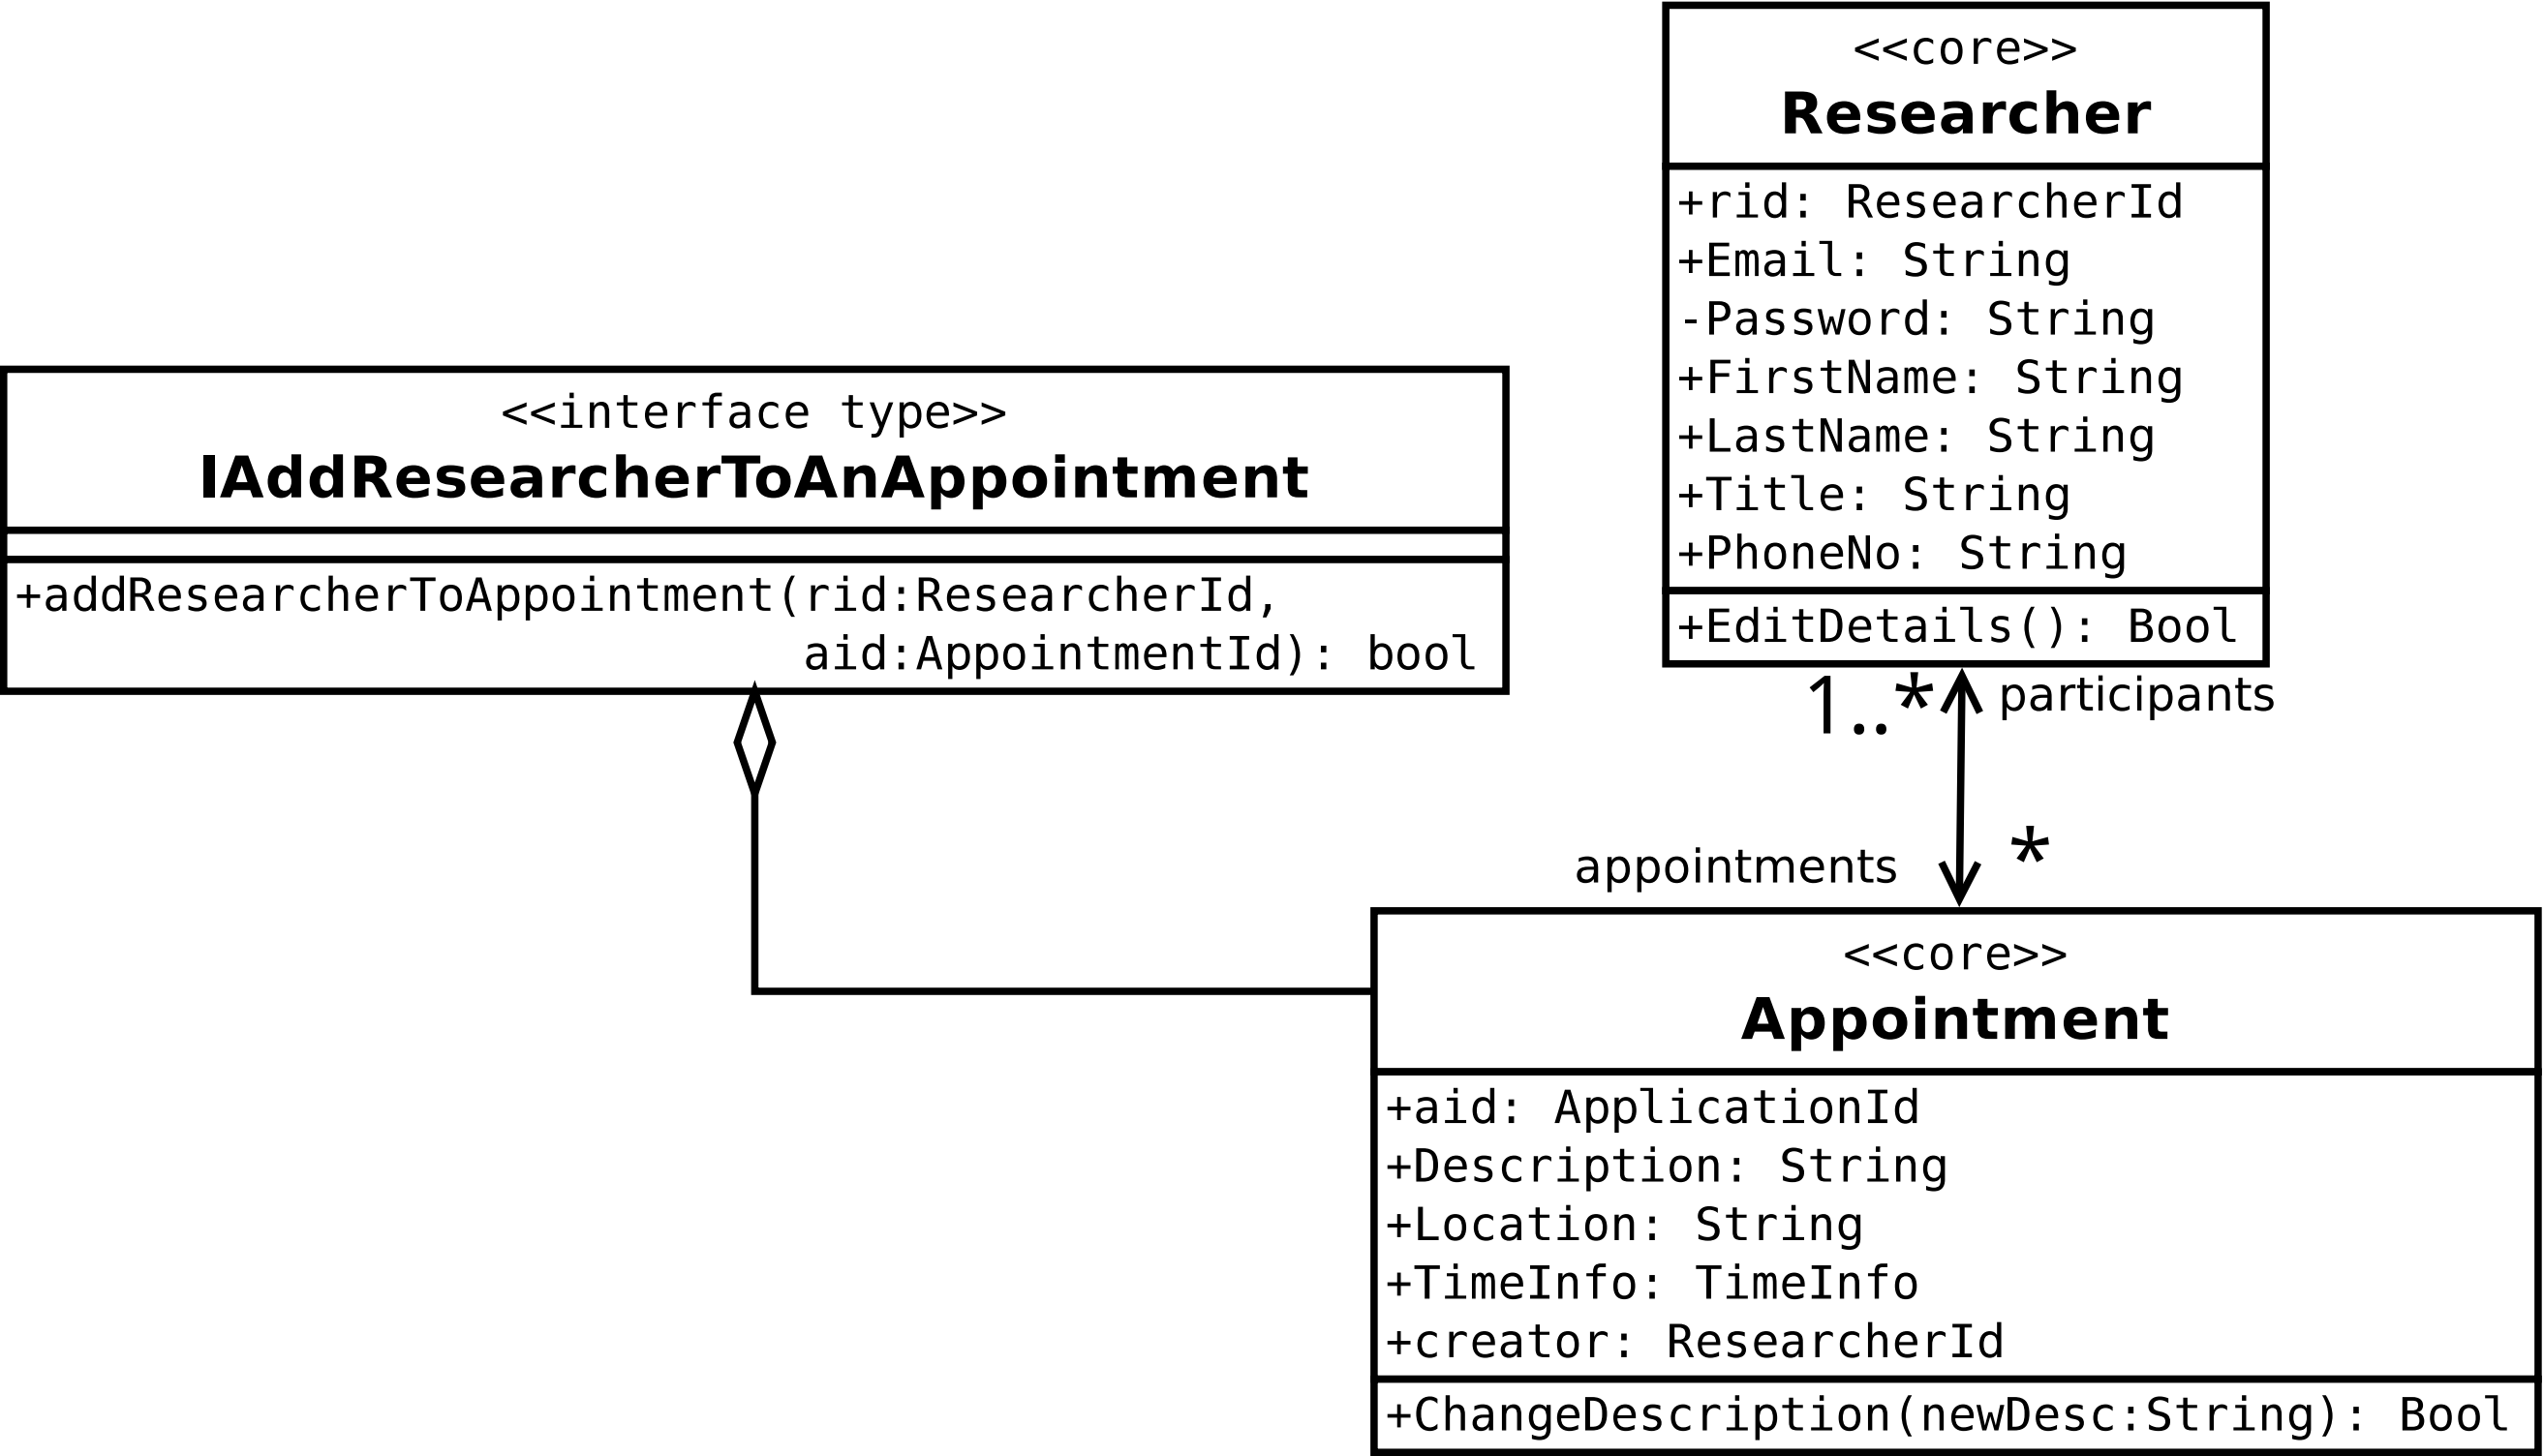 <<core>>
Researcher
+rid: ResearcherId
+Email: String
-Password: String
+FirstName: String
+LastName: String
+Title: String
+PhoneNo: String
+EditDetails(): Bool
<<interface type>>
IAddResearcherToAnAppointment
+addResearcherToAppointment(rid:ResearcherId,
aid:AppointmentId): bool
1..* participants
appointments *
<<core>>
Appointment
+aid: ApplicationId
+Description: String
+Location: String
+TimeInfo: TimeInfo
+creator: ResearcherId
+ChangeDescription(newDesc:String): Bool